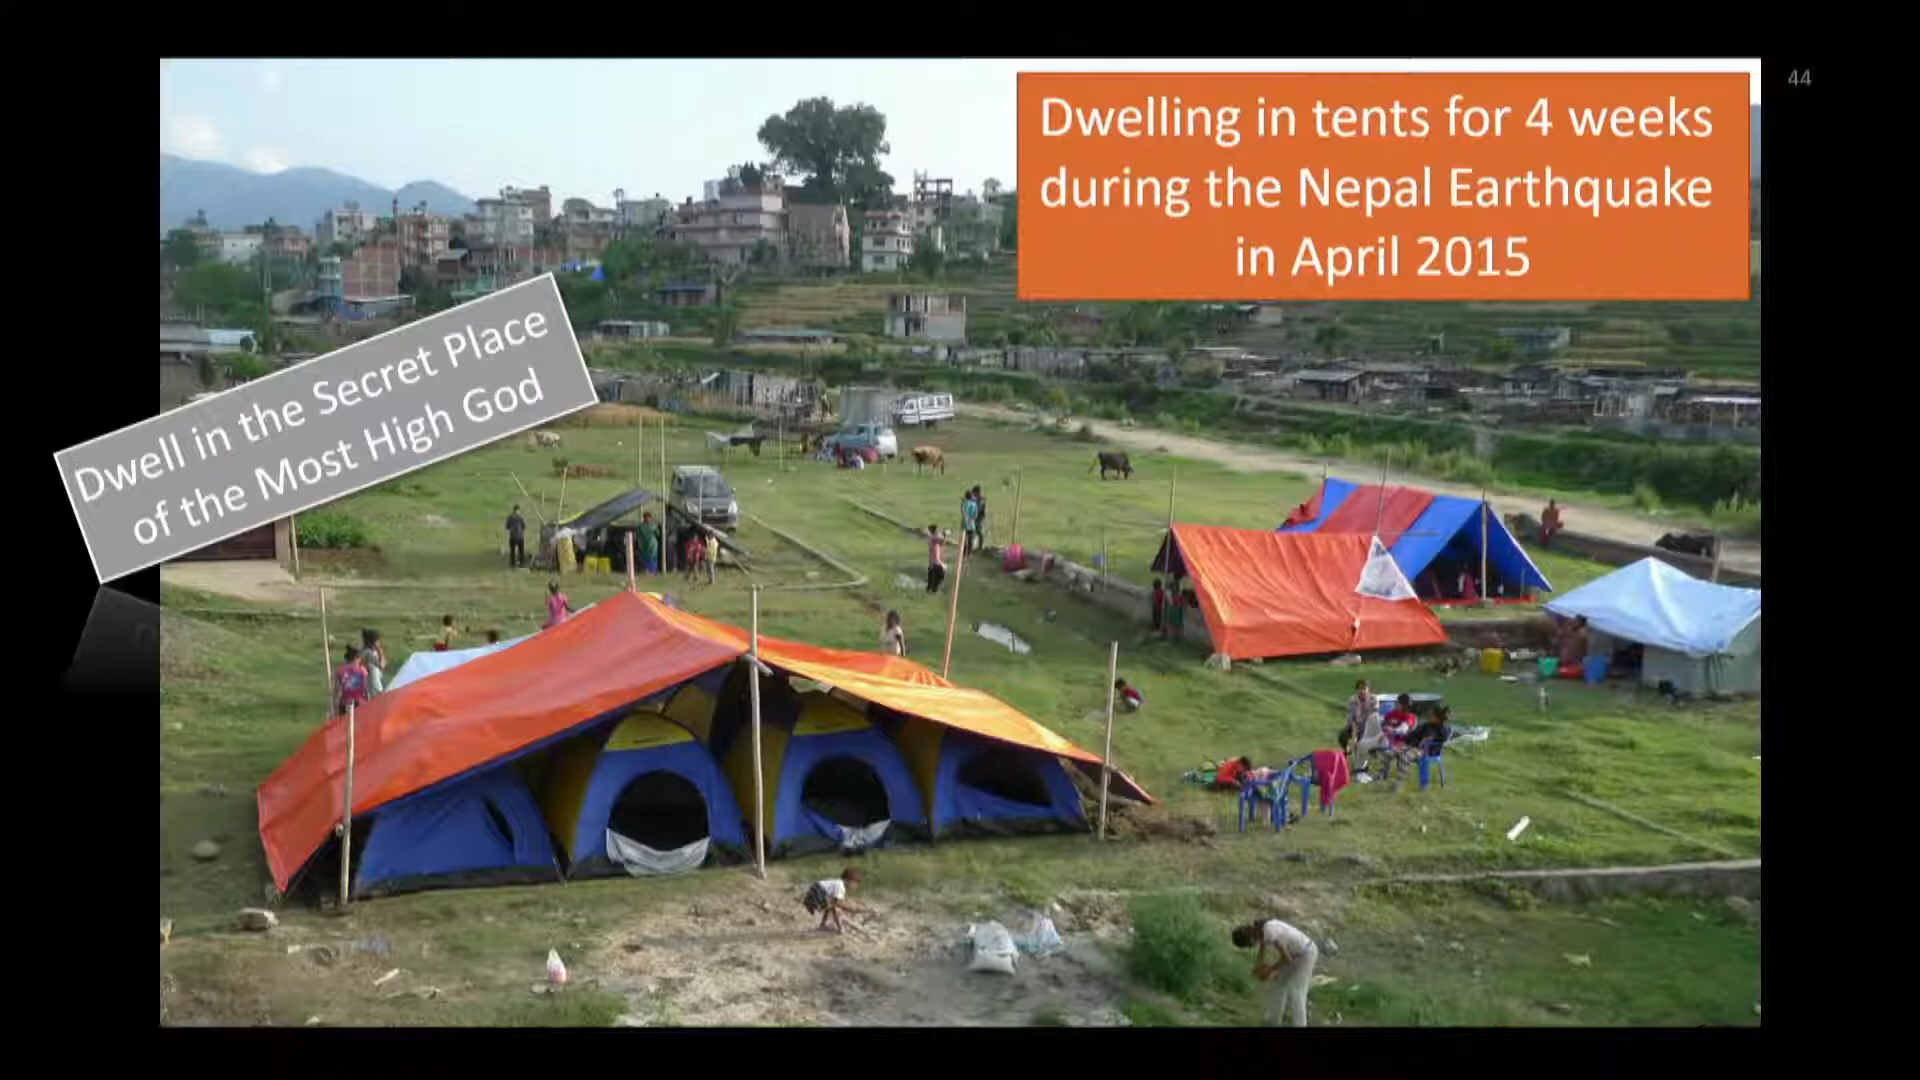 44
Dwelling in tents for 4 weeks
during the Nepal Earthquake
in April 2015
Dwell in the Secret Place
of the Most High God